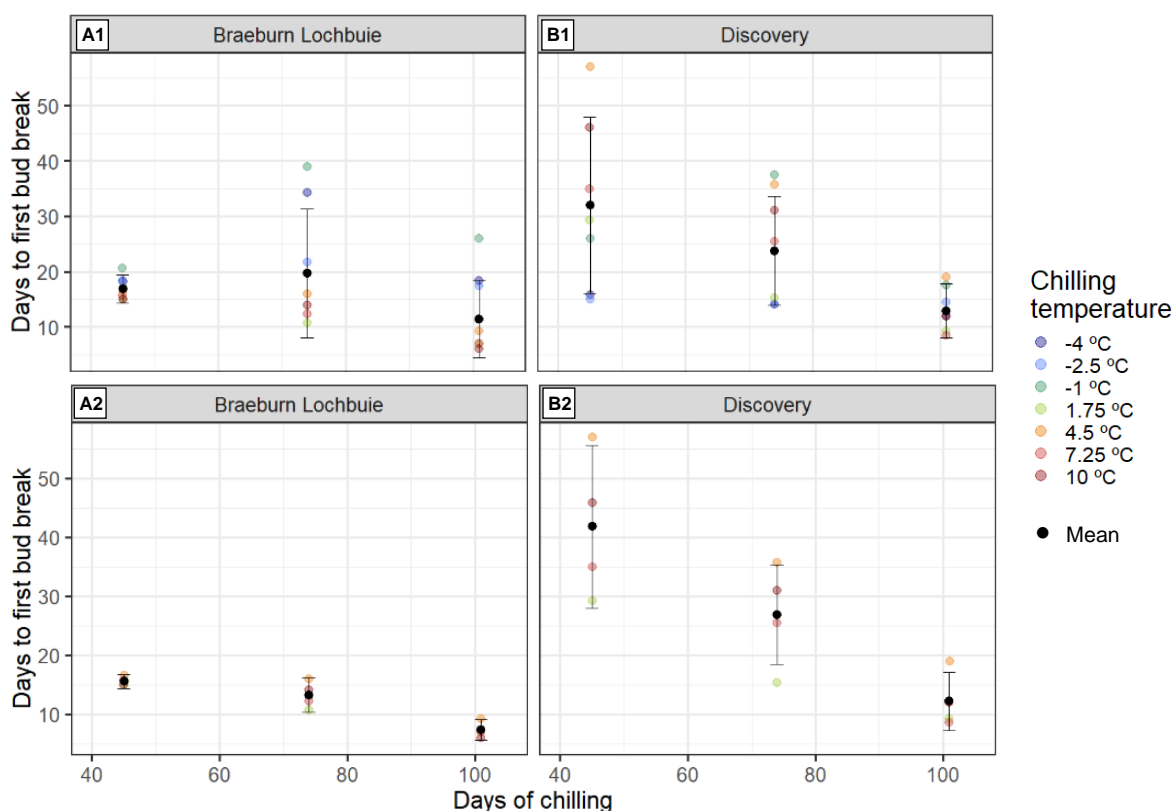 A1 Braeburn Lochbuie
B1 Discovery
Days to first bud break
50
40
30
20
10
A2 Braeburn Lochbuie
B2 Discovery
Days to first bud break
50
40
30
20
10
40 60 80 100
40 60 80 100
Days of chilling
Chilling
temperature
-4 ºC
-2.5 ºC
-1 ºC
1.75 ºC
4.5 ºC
7.25 ºC
10 ºC
Mean